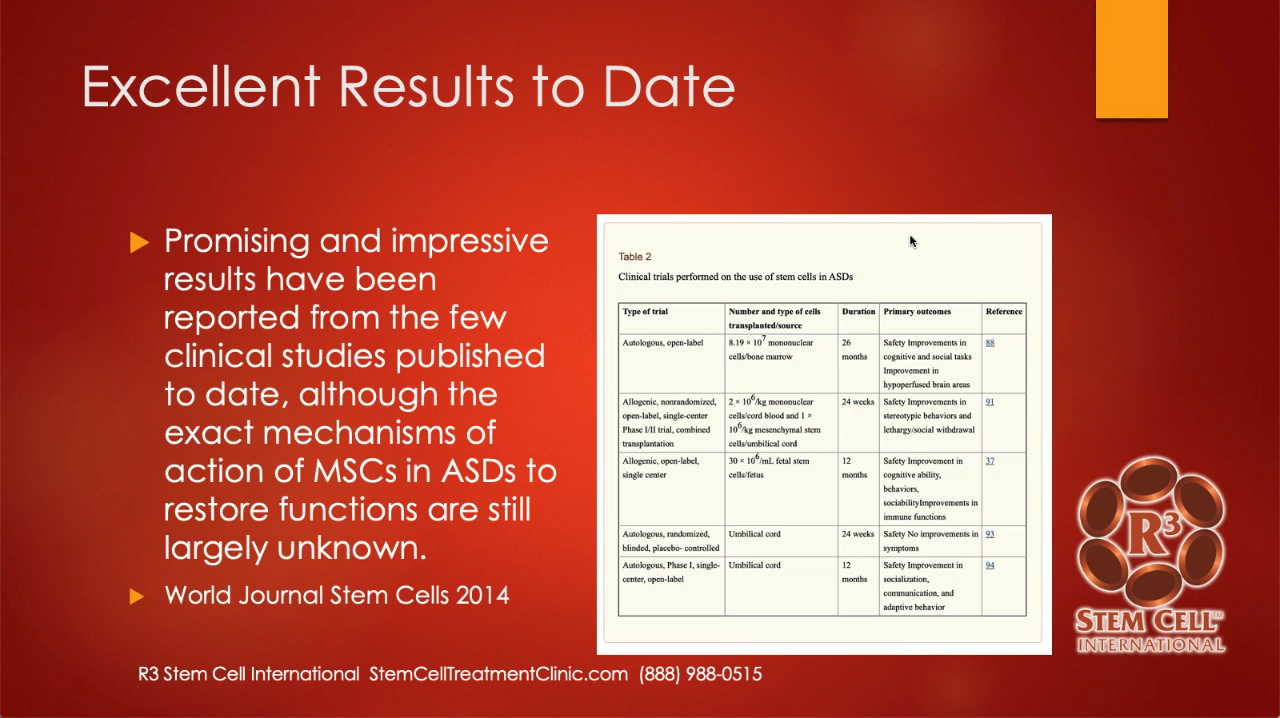 Excellent Results to Date
Promising and impressive
results have been
reported from the few
clinical studies published
to date, although the
exact mechanisms of
action of MSCs in ASDs to
restore functions are still
largely unknown.
World Journal Stem Cells 2014
Table 2
Clinical trials performed on the use of stem cells in ASDs
Type of trial
Number and type of cells
transplanted/source
Duration
Primary outcomes
Reference
Autologous, open-label
8.19 × 10⁷ mononuclear
cells/bone marrow
26
months
Safety Improvements in
cognitive and social tasks
Improvement in
hypoperfused brain areas
88
Allogenic, nonrandomized,
open-label, single-center
Phase I/II trial, combined
transplantation
2 × 10⁶/kg mononuclear
cells/cord blood and 1 ×
10⁶/kg mesenchymal stem
cells/umbilical cord
24 weeks
Safety Improvements in
stereotypic behaviors and
lethargy/social withdrawal
91
Allogenic, open-label,
single center
30 × 10⁶/mL fetal stem
cells/fetus
12
months
Safety Improvement in
cognitive ability,
behaviors,
sociabilityImprovements in
immune functions
37
Autologous, randomized,
blinded, placebo- controlled
Umbilical cord
24 weeks
Safety No improvements in
symptoms
93
Autologous, Phase I, single-
center, open-label
Umbilical cord
12
months
Safety Improvement in
socialization,
communication, and
adaptive behavior
94
R³
STEM CELL™
INTERNATIONAL
R3 Stem Cell International StemCellTreatmentClinic.com (888) 988-0515